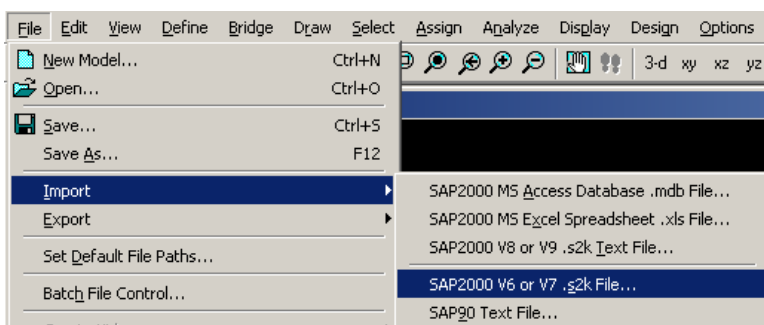 File Edit View Define Bridge Draw Select Assign Analyze Display Design Options
New Model... Ctrl+N
3-d xy xz yz
Open... Ctrl+O
Save... Ctrl+S
Save As... F12
Import
Export
Set Default File Paths...
Batch File Control...
SAP2000 MS Access Database .mdb File...
SAP2000 MS Excel Spreadsheet .xls File...
SAP2000 V8 or V9 .s2k Text File...
SAP2000 V6 or V7 .s2k File...
SAP90 Text File...